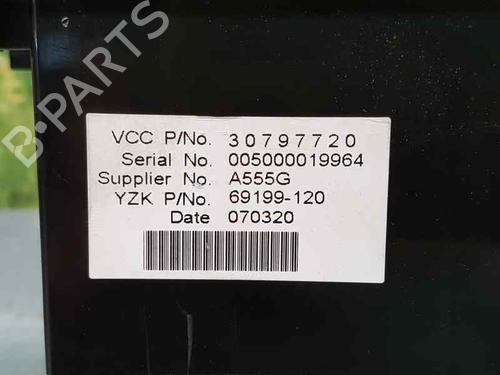 VCC P/No. 30797720
Serial No. 005000019964
Supplier No. A555G
YZK P/No. 69199-120
Date 070320
B-PARTS